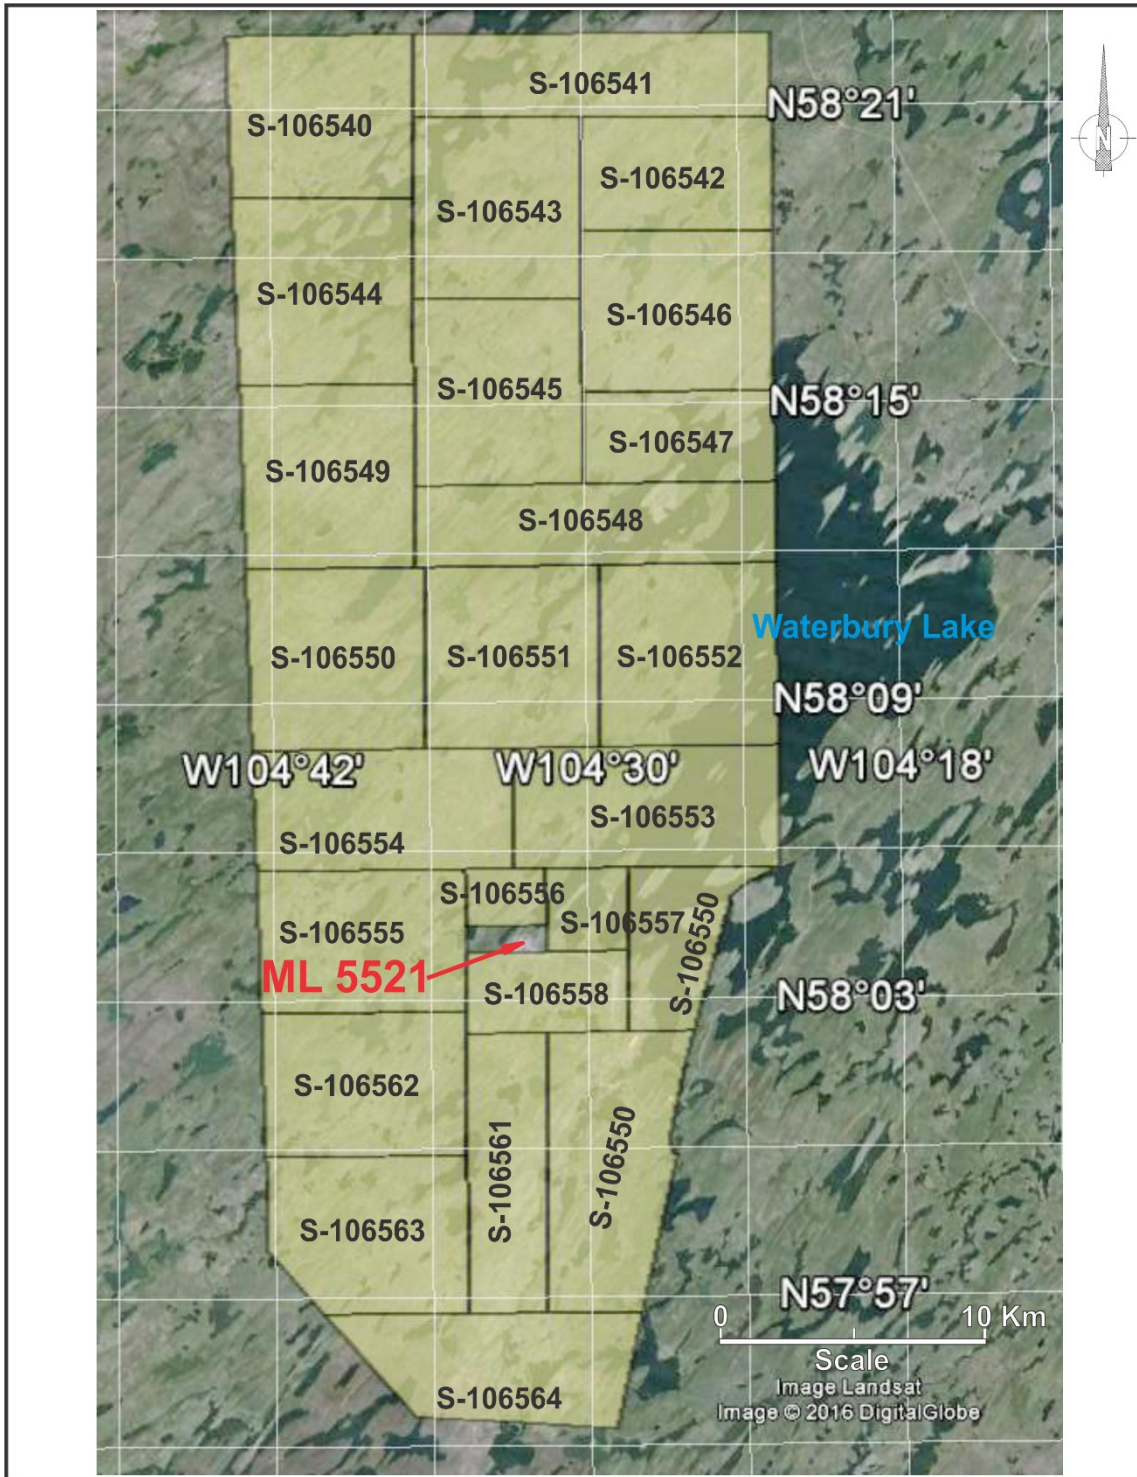 S-106541
N58°21'
S-106540
N
S-106542
S-106543
S-106544
S-106546
S-106545
N58°15'
S-106547
S-106549
S-106548
Waterbury Lake
S-106550
S-106551
S-106552
N58°09'
W104°42'
W104°30'
W104°18'
S-106553
S-106554
S-106556
S-106557
S-106550
S-106555
ML 5521
S-106558
N58°03'
S-106562
S-106561
S-106550
S-106563
N57°57'
0 10 Km
Scale
Image Landsat
Image © 2016 DigitalGlobe
S-106564